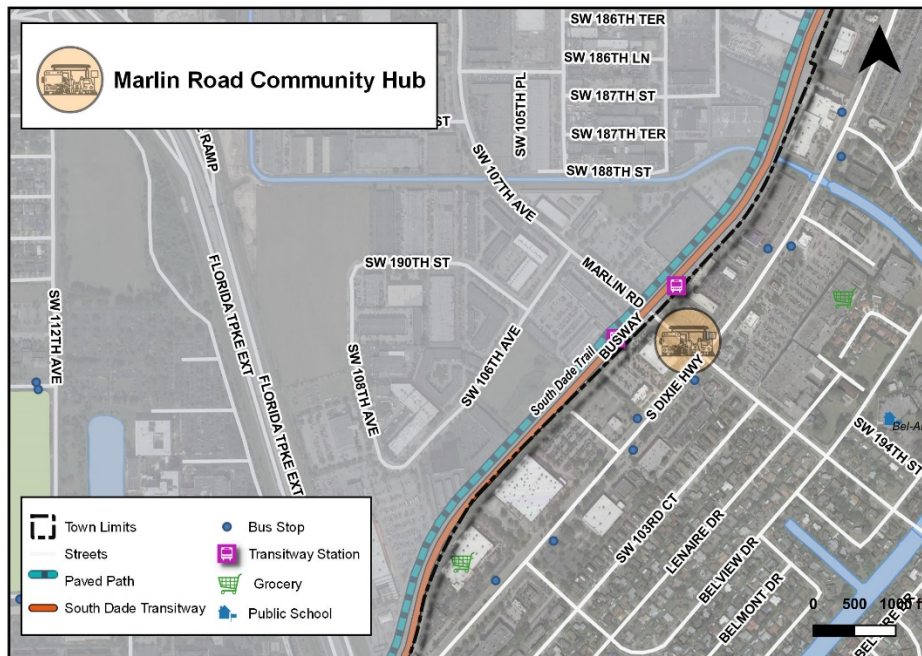 Marlin Road Community Hub
SW 186TH TER
SW 186TH LN
SW 187TH ST
SW 187TH TER
SW 188TH ST
SW 105TH PL
ST
RAMP
SW 107TH AVE
SW 190TH ST
MARLIN RD
BUSWAY
SW 106TH AVE
South Dade Trail
S DIXIE HWY
FLORIDA TPKE EXT
FLORIDA TPKE EXT
SW 112TH AVE
SW 108TH AVE
SW 194TH ST
SW 103RD CT
LENAIRE DR
BELVIEW DR
BELMONT DR
Town Limits
Streets
Paved Path
South Dade Transitway
Bus Stop
Transitway Station
Grocery
Public School
0 500 1000 f